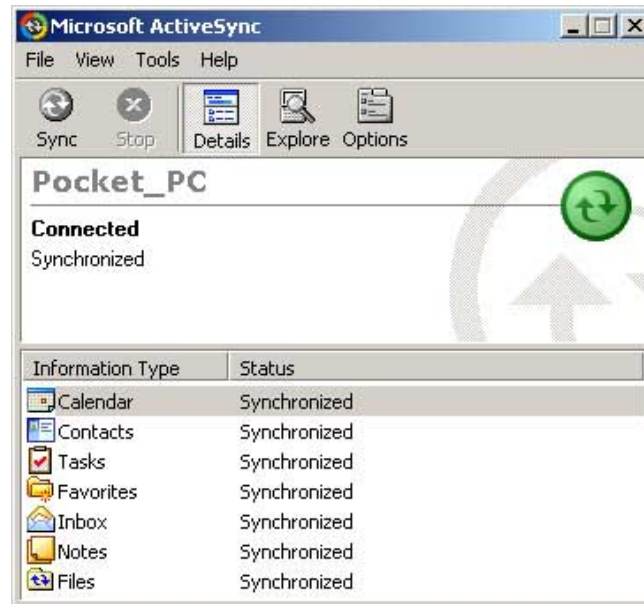 Microsoft ActiveSync
File View Tools Help
Sync Stop Details Explore Options
Pocket_PC
Connected
Synchronized
Information Type Status
Calendar Synchronized
Contacts Synchronized
Tasks Synchronized
Favorites Synchronized
Inbox Synchronized
Notes Synchronized
Files Synchronized